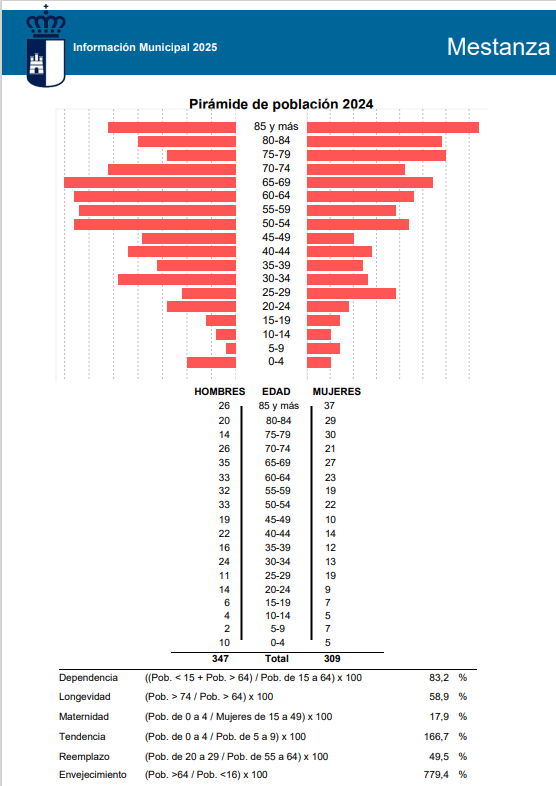 Información Municipal 2025
Mestanza
Pirámide de población 2024
85 y más
80-84
75-79
70-74
65-69
60-64
55-59
50-54
45-49
40-44
35-39
30-34
25-29
20-24
15-19
10-14
5-9
0-4
HOMBRES EDAD MUJERES
26 85 y más 37
20 80-84 29
14 75-79 30
26 70-74 21
35 65-69 27
33 60-64 23
32 55-59 19
33 50-54 22
19 45-49 10
22 40-44 14
16 35-39 12
24 30-34 13
11 25-29 19
14 20-24 9
6 15-19 7
4 10-14 5
2 5-9 7
10 0-4 5
347 Total 309
Dependencia ((Pob. < 15 + Pob. > 64) / Pob. de 15 a 64) x 100 83,2 %
Longevidad (Pob. > 74 / Pob. > 64) x 100 58,9 %
Maternidad (Pob. de 0 a 4 / Mujeres de 15 a 49) x 100 17,9 %
Tendencia (Pob. de 0 a 4 / Pob. de 5 a 9) x 100 166,7 %
Reemplazo (Pob. de 20 a 29 / Pob. de 55 a 64) x 100 49,5 %
Envejecimiento (Pob. >64 / Pob. <16) x 100 779,4 %